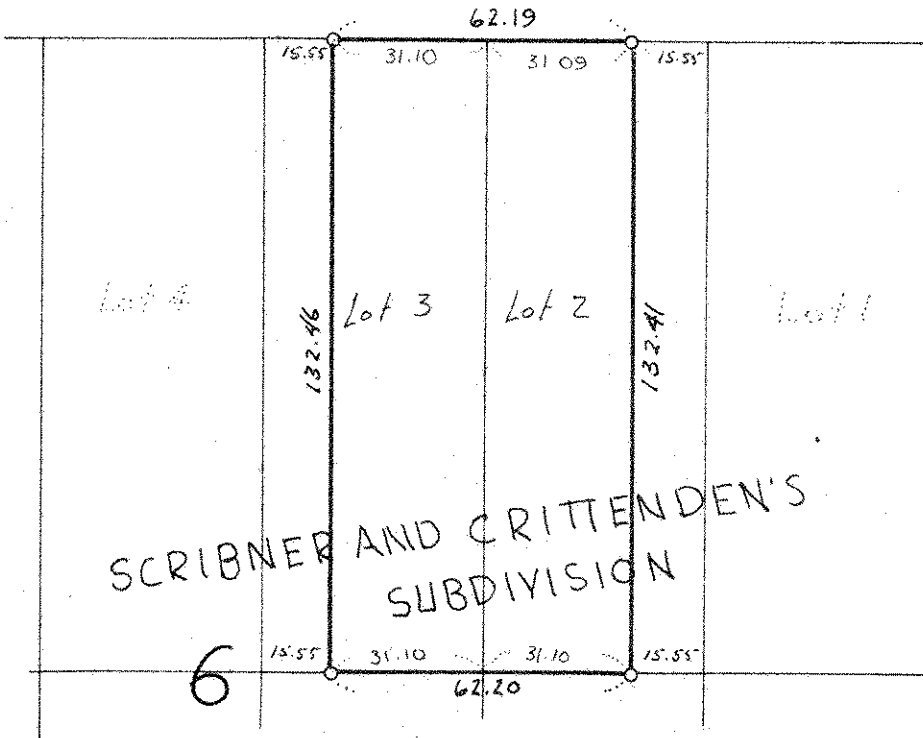 62.19
15.55 31.10 31 09 15.55
Lot 4 Lot 3 Lot 2 Lot 1
132.46
132.41
SCRIBNER AND CRITTENDEN'S
SUBDIVISION
6
15.55 31.10 31.10 15.55
62.20